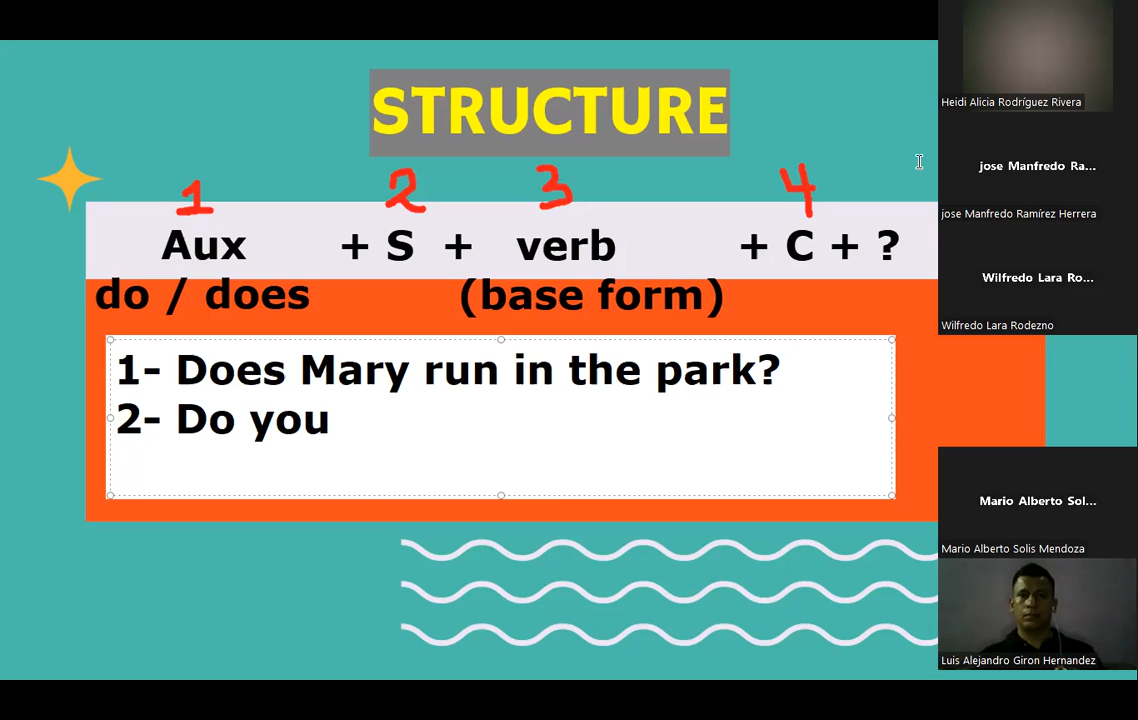 STRUCTURE
1 2 3 4
Aux + S + verb + C + ?
do / does (base form)
1- Does Mary run in the park?
2- Do you
Heidi Alicia Rodríguez Rivera
jose Manfredo Ra...
jose Manfredo Ramírez Herrera
Wilfredo Lara Ro...
Wilfredo Lara Rodezno
Mario Alberto Sol...
Mario Alberto Solis Mendoza
Luis Alejandro Giron Hernandez